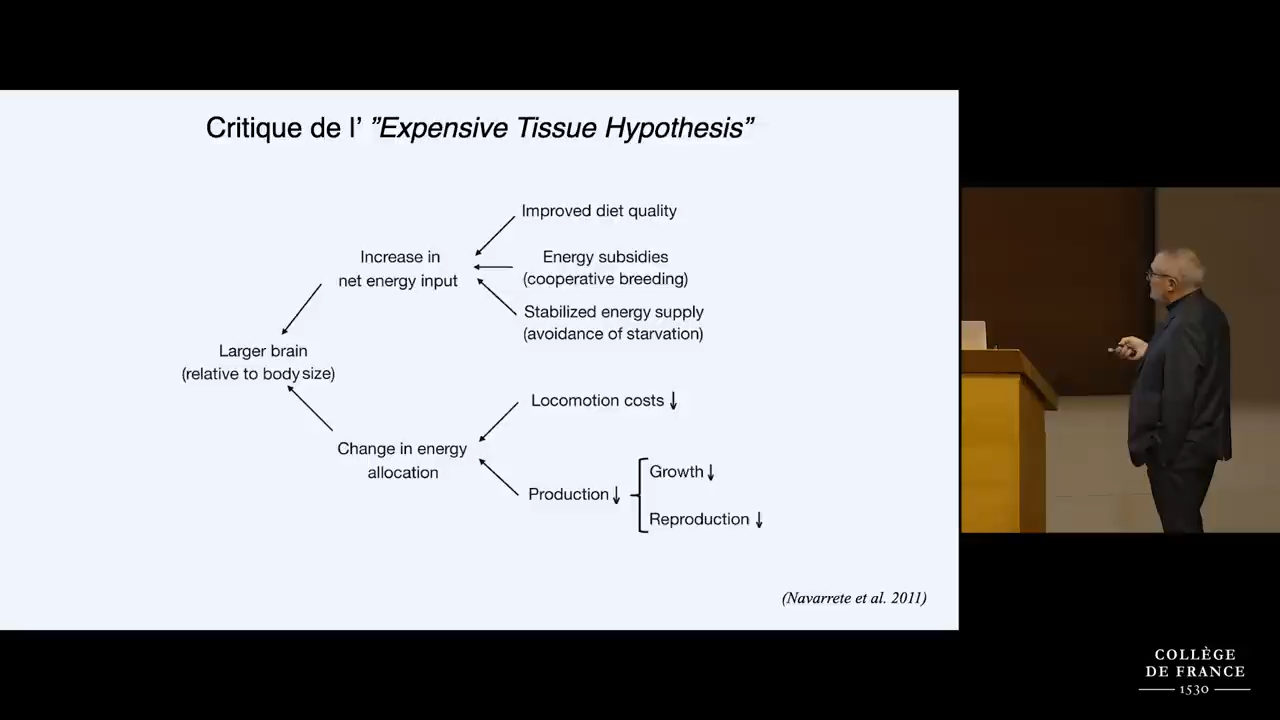 Critique de l' "Expensive Tissue Hypothesis"
Improved diet quality
Increase in
net energy input
Energy subsidies
(cooperative breeding)
Stabilized energy supply
(avoidance of starvation)
Larger brain
(relative to body size)
Locomotion costs ↓
Change in energy
allocation
Production ↓
Growth ↓
Reproduction ↓
(Navarrete et al. 2011)
COLLÈGE
DE FRANCE
1530